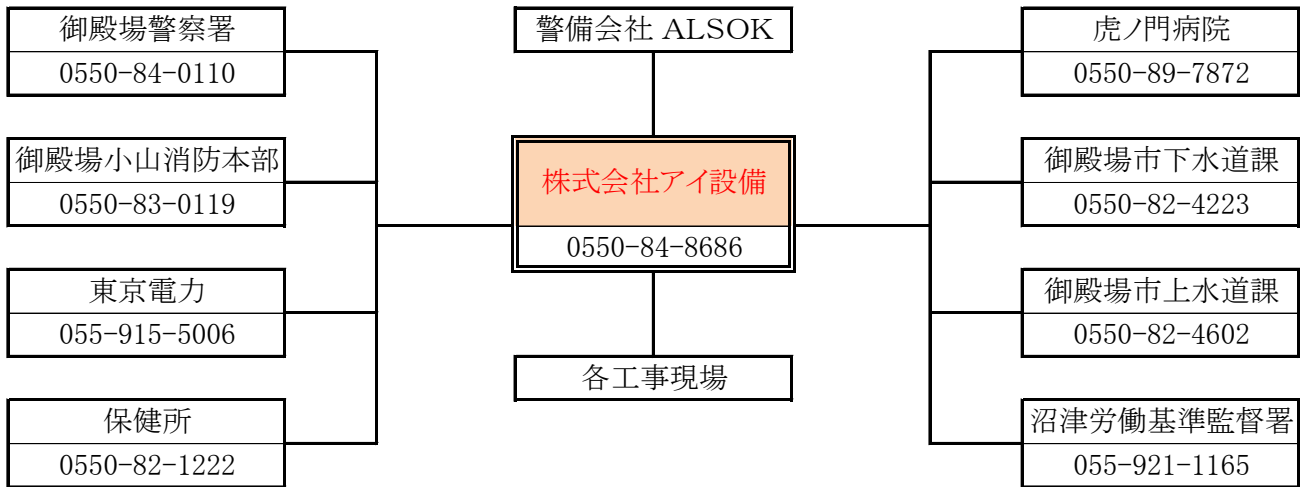 御殿場警察署
0550-84-0110
御殿場小山消防本部
0550-83-0119
東京電力
055-915-5006
保健所
0550-82-1222
警備会社 ALSOK
株式会社アイ設備
0550-84-8686
各工事現場
虎ノ門病院
0550-89-7872
御殿場市下水道課
0550-82-4223
御殿場市上水道課
0550-82-4602
沼津労働基準監督署
055-921-1165